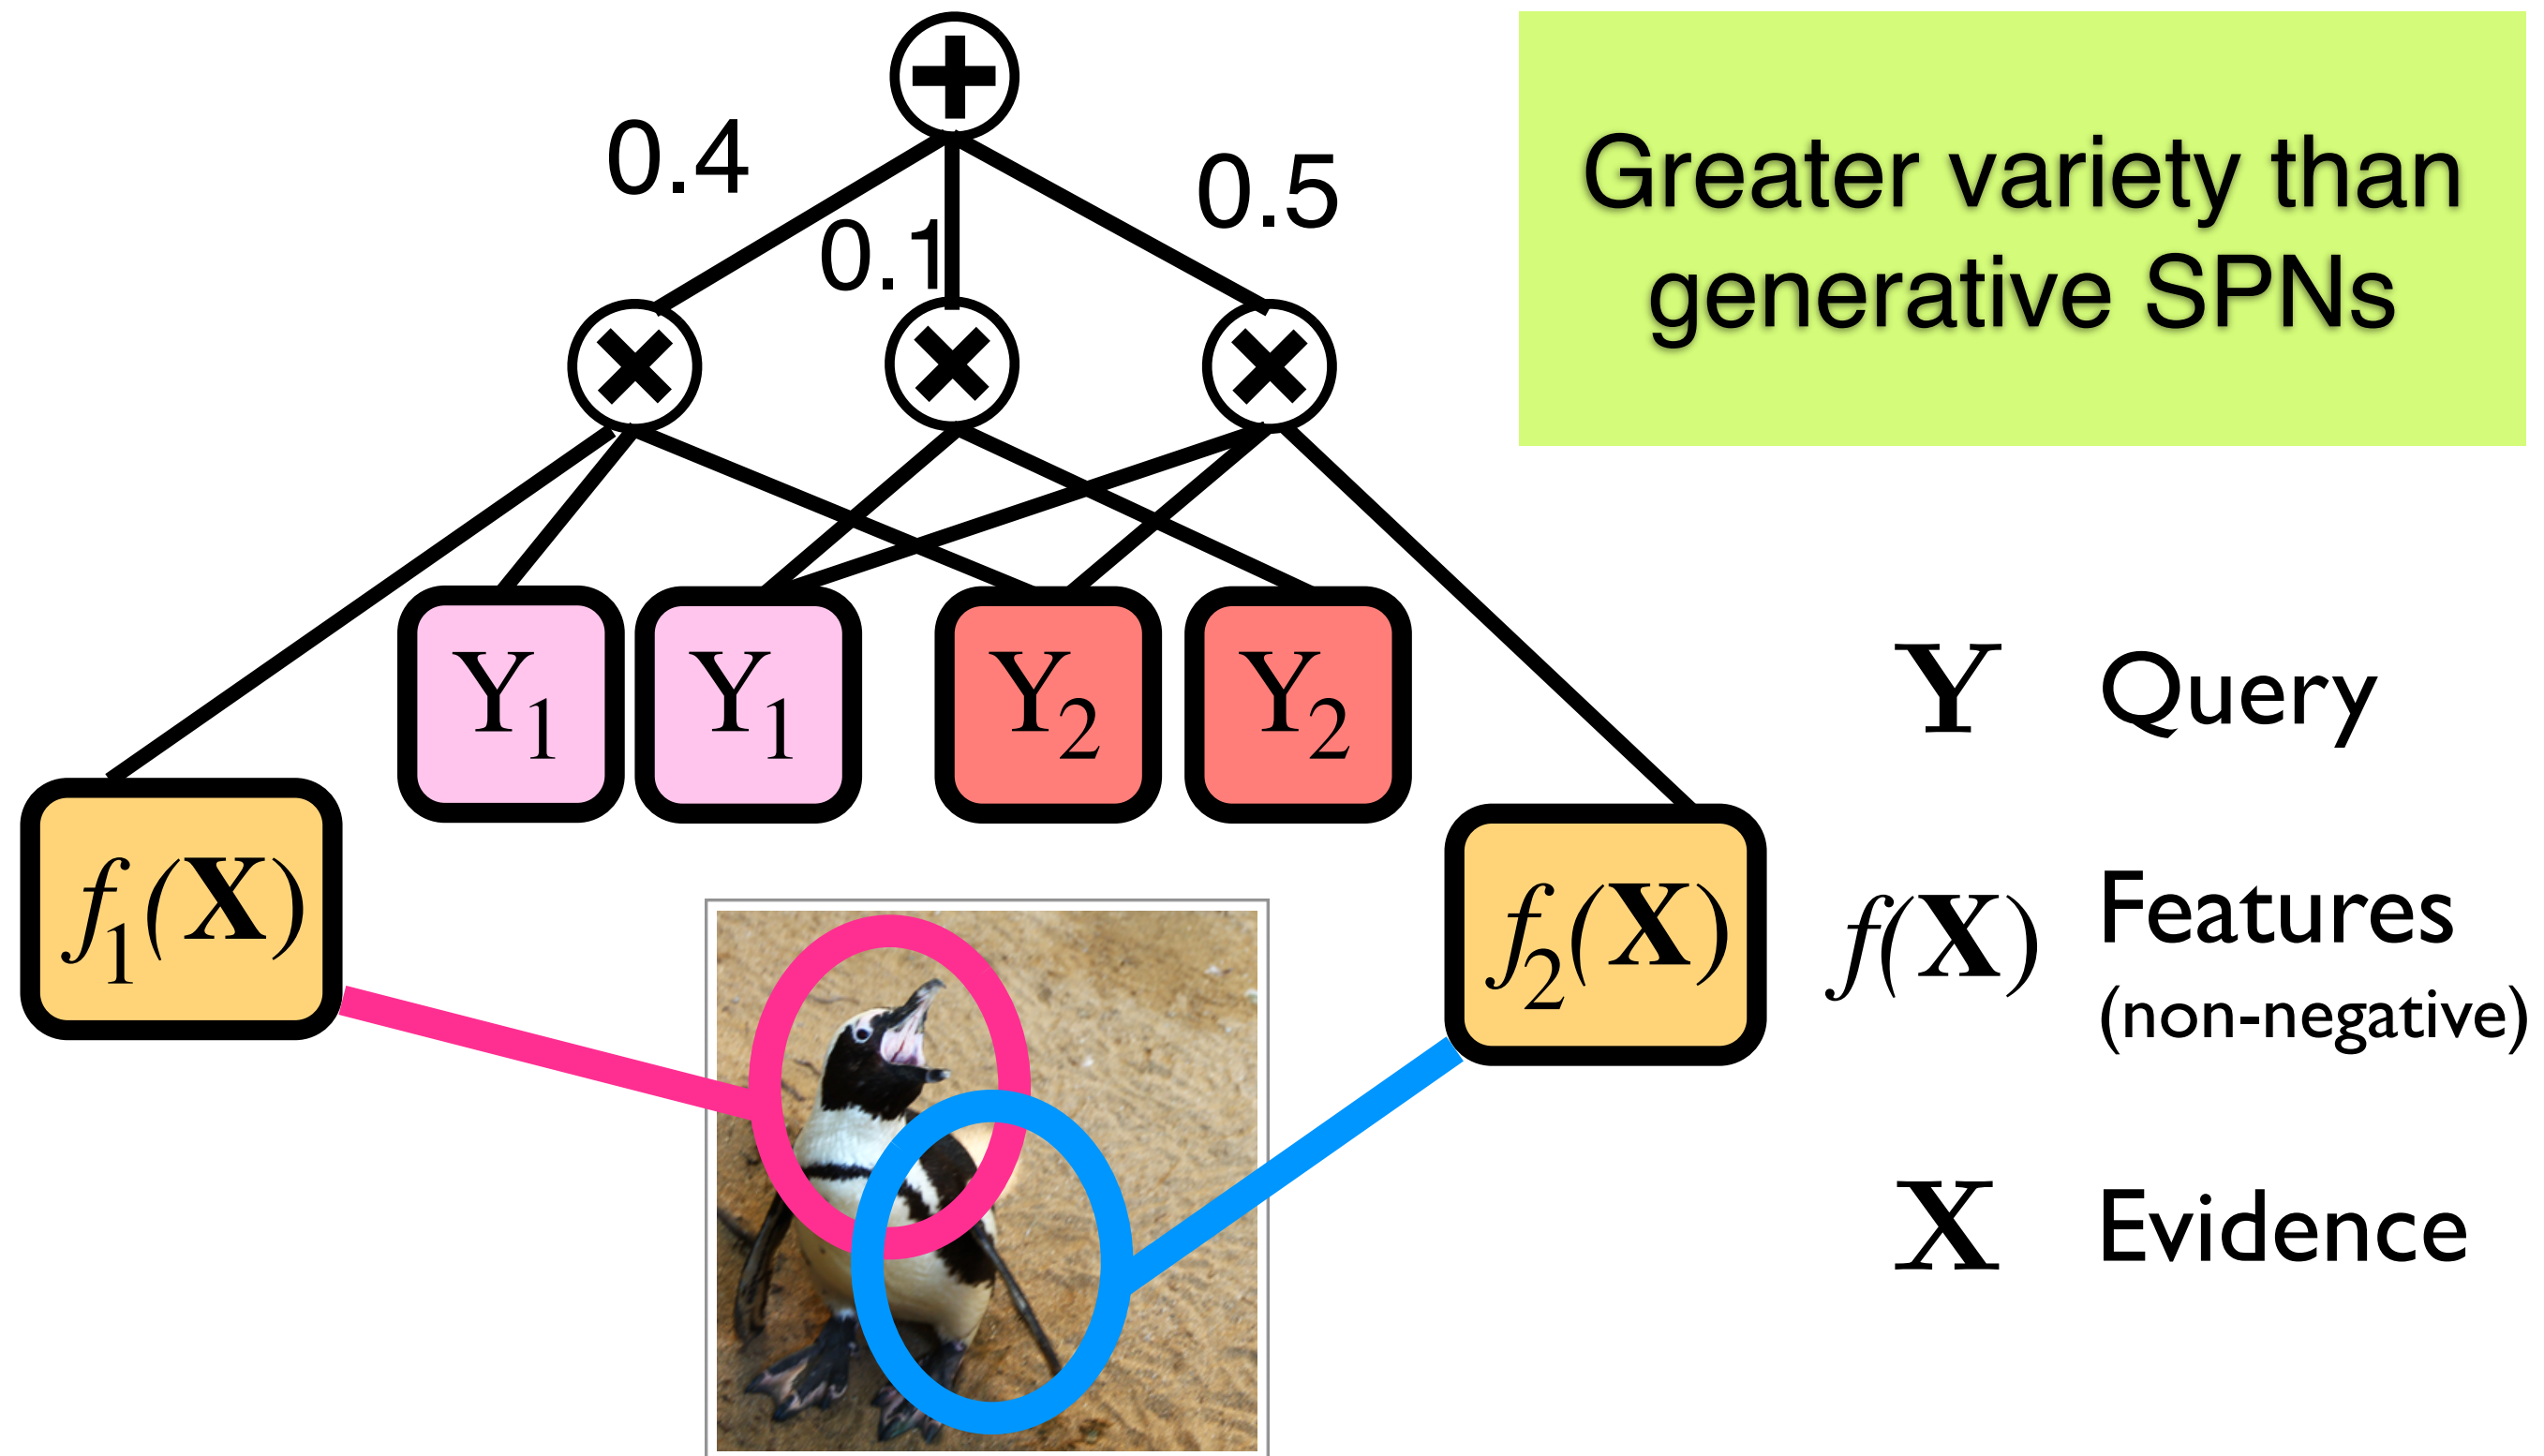 +
0.4
0.1
0.5
Greater variety than
generative SPNs
× × ×
Y₁ Y₁ Y₂ Y₂
Y Query
f₁(X)
f₂(X)
f(X) Features
(non-negative)
X Evidence